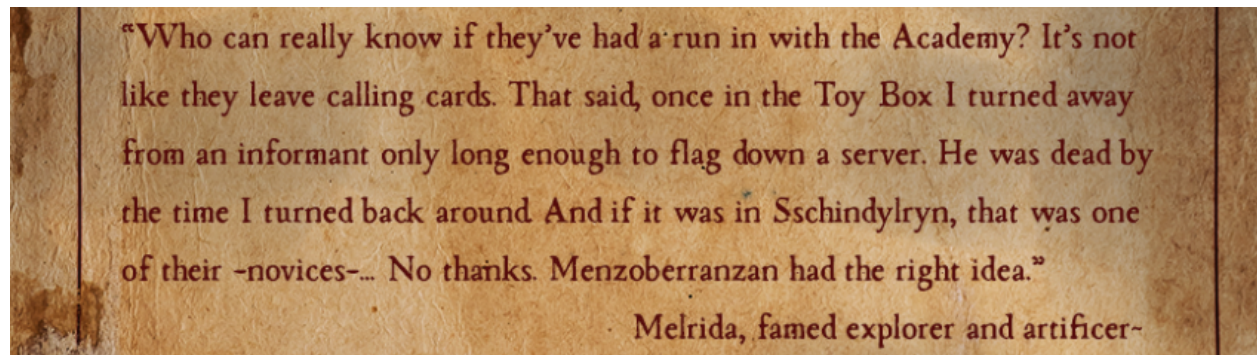 “Who can really know if they’ve had a run in with the Academy? It’s not
like they leave calling cards. That said, once in the Toy Box I turned away
from an informant only long enough to flag down a server. He was dead by
the time I turned back around. And if it was in Sschindylryn, that was one
of their -novices-... No thanks. Menzoberranzan had the right idea.”
Melrida, famed explorer and artificer~